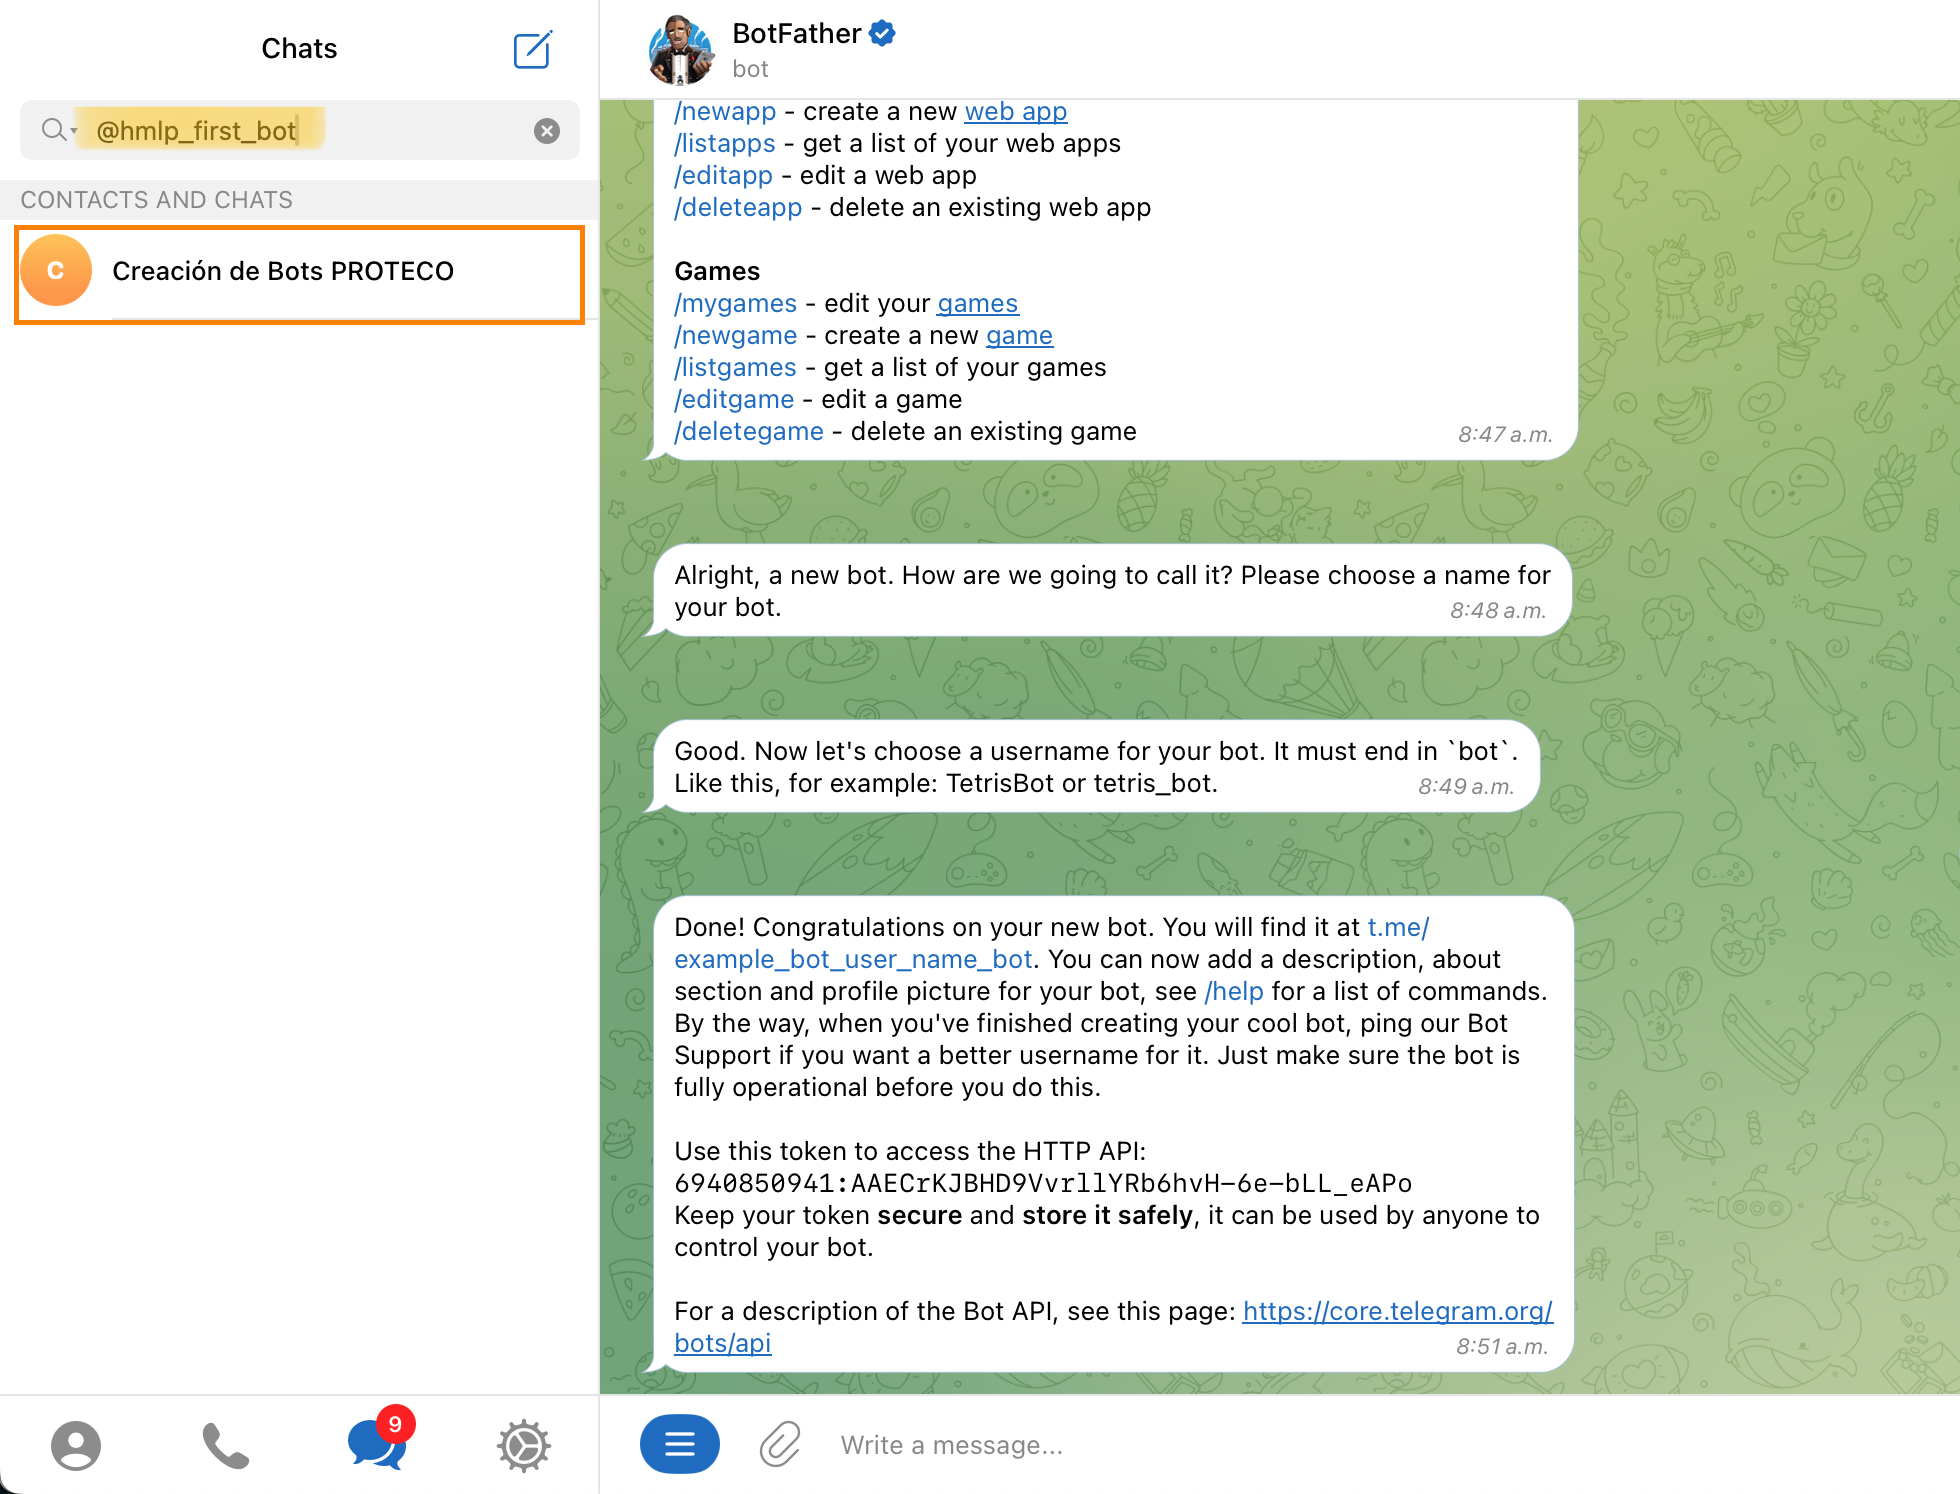 Chats
@hmlp_first_bot
CONTACTS AND CHATS
C
Creación de Bots PROTECO
9
BotFather
bot
/newapp - create a new web app
/listapps - get a list of your web apps
/editapp - edit a web app
/deleteapp - delete an existing web app
Games
/mygames - edit your games
/newgame - create a new game
/listgames - get a list of your games
/editgame - edit a game
/deletegame - delete an existing game
8:47 a.m.
Alright, a new bot. How are we going to call it? Please choose a name for
your bot.
8:48 a.m.
Good. Now let's choose a username for your bot. It must end in `bot`.
Like this, for example: TetrisBot or tetris_bot.
8:49 a.m.
Done! Congratulations on your new bot. You will find it at t.me/
example_bot_user_name_bot. You can now add a description, about
section and profile picture for your bot, see /help for a list of commands.
By the way, when you've finished creating your cool bot, ping our Bot
Support if you want a better username for it. Just make sure the bot is
fully operational before you do this.
Use this token to access the HTTP API:
6940850941:AAECrKJBHD9VvrllYRb6hvH-6e-bLL_eAPo
Keep your token secure and store it safely, it can be used by anyone to
control your bot.
For a description of the Bot API, see this page: https://core.telegram.org/
bots/api
8:51 a.m.
Write a message...